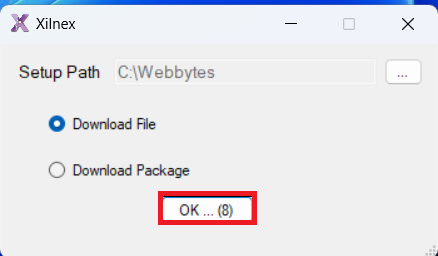 Xilnex
Setup Path C:\Webbytes ...
Download File
Download Package
OK ... (8)